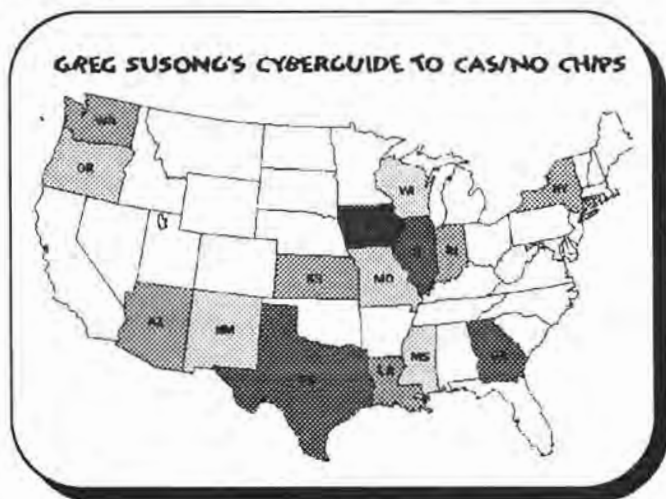 GREG SUSONG'S CYBERGUIDE TO CASINO CHIPS
WA
OR
WI
NY
IL
IN
KS
MO
AZ
NM
TX
LA
MS
GA